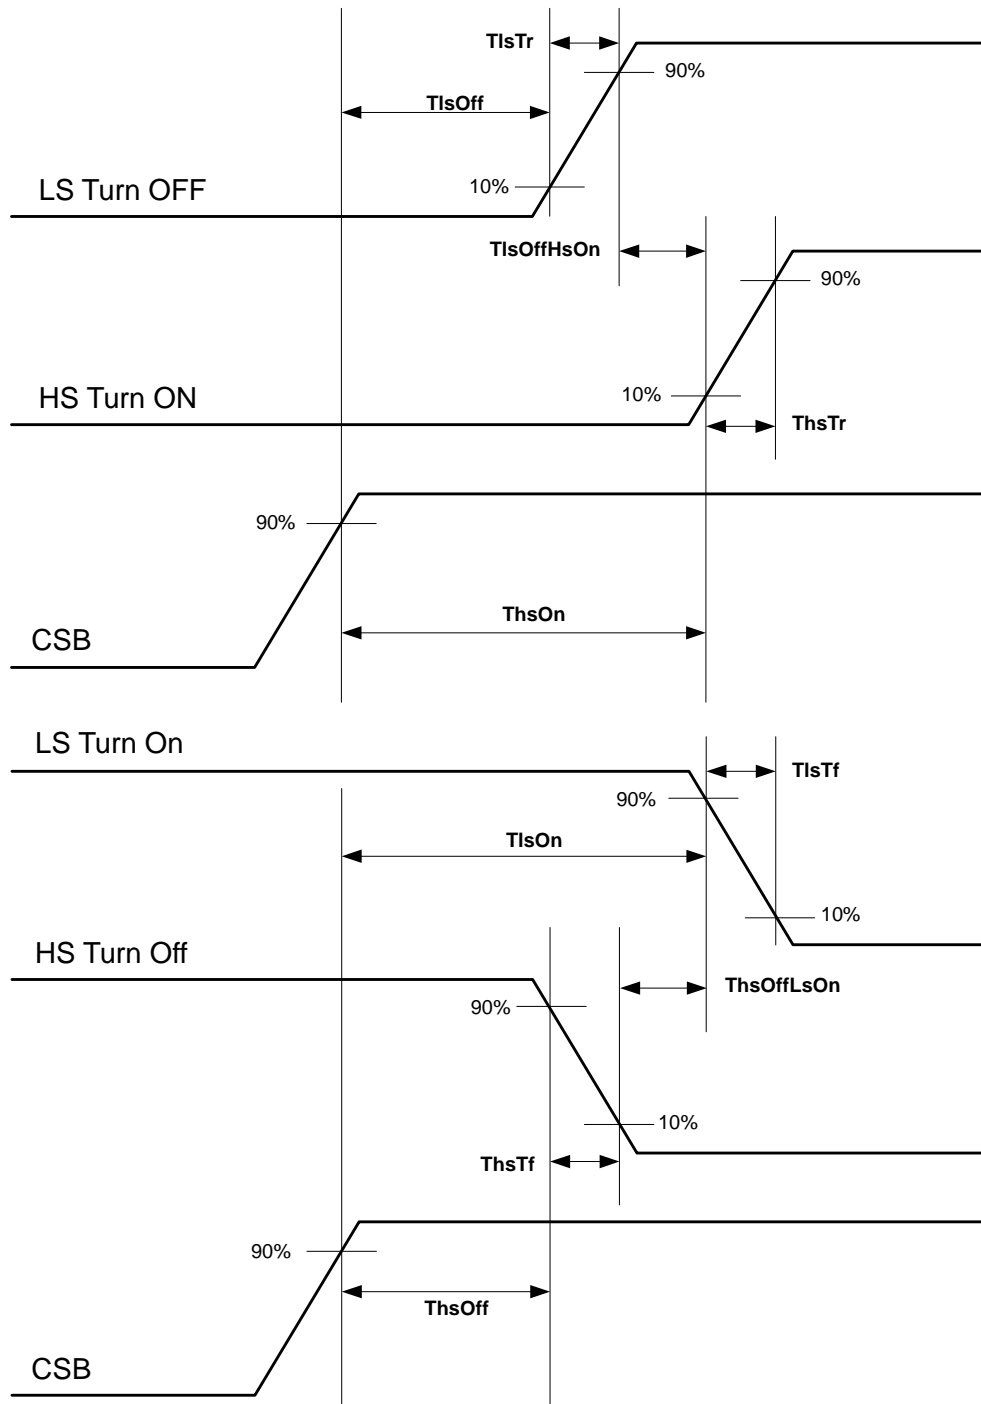 TlsTr
90%
TlsOff
10%
LS Turn OFF
TlsOffHsOn
90%
10%
HS Turn ON
ThsTr
90%
ThsOn
CSB
LS Turn On
TlsTf
90%
TlsOn
10%
HS Turn Off
ThsOffLsOn
90%
10%
ThsTf
90%
ThsOff
CSB